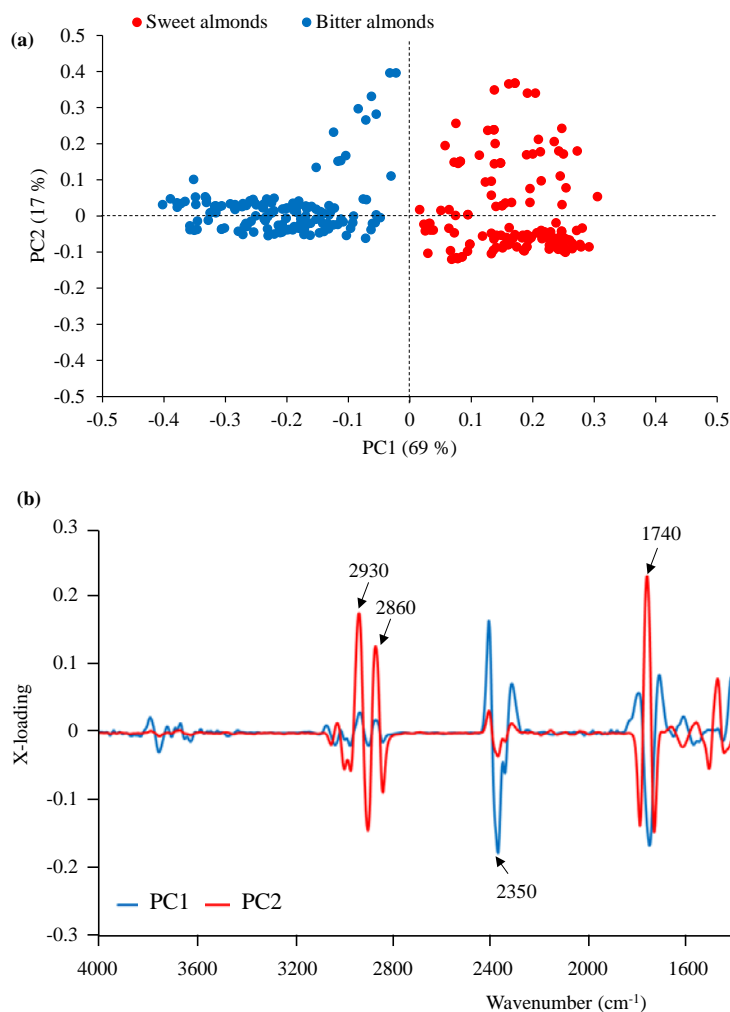 Sweet almonds Bitter almonds
(a)
0.5
0.4
0.3
0.2
0.1
0
-0.1
-0.2
-0.3
-0.4
-0.5
PC2 (17 %)
-0.5 -0.4 -0.3 -0.2 -0.1 0 0.1 0.2 0.3 0.4 0.5
PC1 (69 %)
(b)
0.3
0.2
0.1
0
-0.1
-0.2
-0.3
X-loading
1740
2930
2860
2350
PC1 PC2
4000 3600 3200 2800 2400 2000 1600
Wavenumber (cm⁻¹)